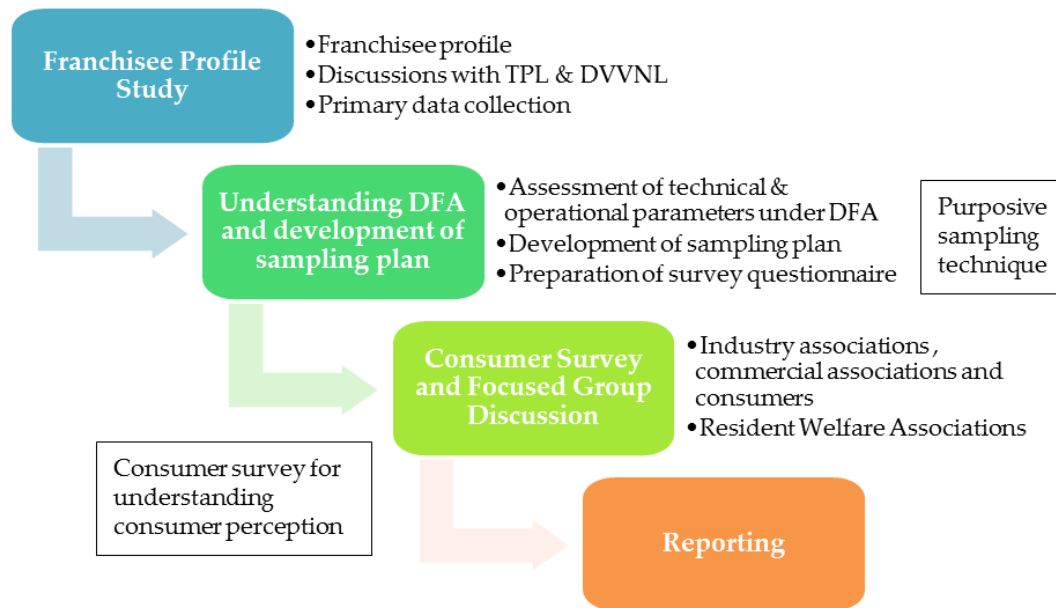 Franchisee Profile
Study
•Franchisee profile
•Discussions with TPL & DVVNL
•Primary data collection
Understanding DFA
and development of
sampling plan
•Assessment of technical &
operational parameters under DFA
•Development of sampling plan
•Preparation of survey questionnaire
Purposive
sampling
technique
Consumer Survey
and Focused Group
Discussion
•Industry associations ,
commercial associations and
consumers
•Resident Welfare Associations
Consumer survey for
understanding
consumer perception
Reporting